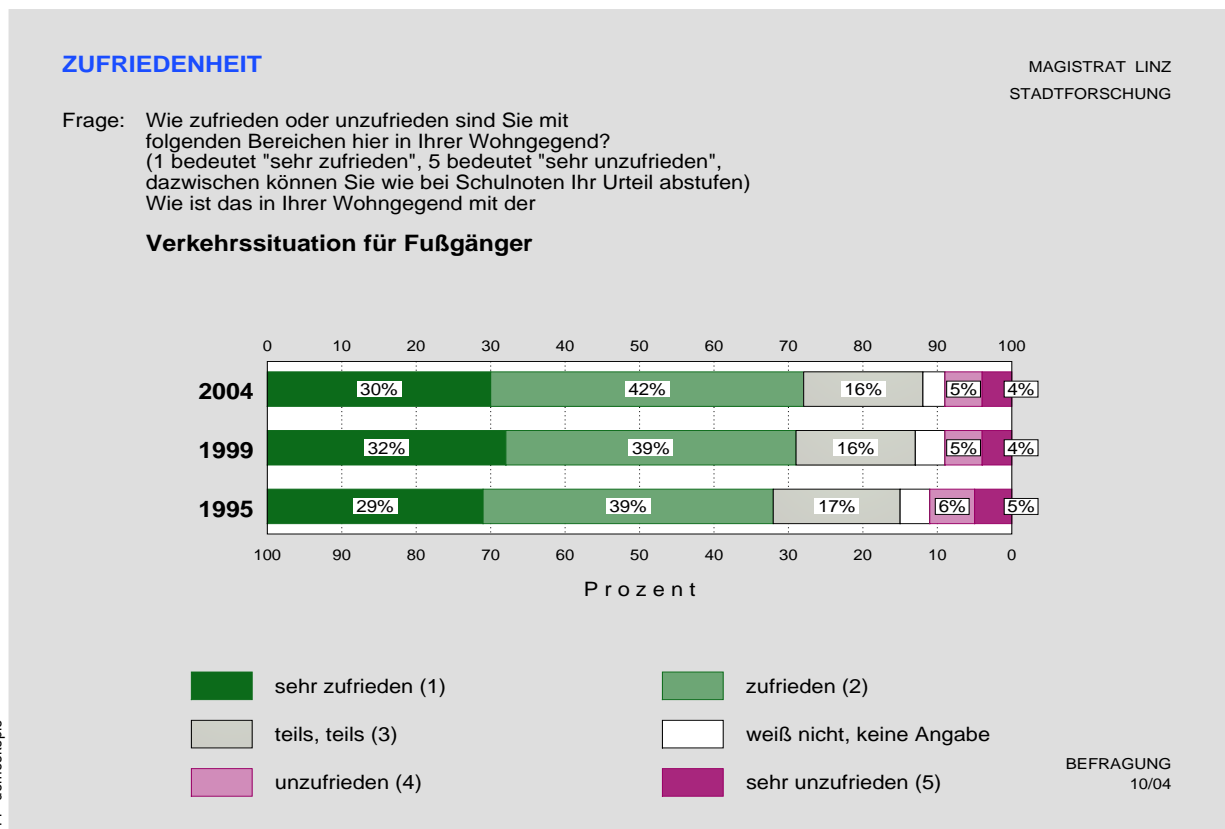 ZUFRIEDENHEIT
MAGISTRAT LINZ
STADTFORSCHUNG
Frage: Wie zufrieden oder unzufrieden sind Sie mit
folgenden Bereichen hier in Ihrer Wohngegend?
(1 bedeutet "sehr zufrieden", 5 bedeutet "sehr unzufrieden",
dazwischen können Sie wie bei Schulnoten Ihr Urteil abstufen)
Wie ist das in Ihrer Wohngegend mit der
Verkehrssituation für Fußgänger
0 10 20 30 40 50 60 70 80 90 100
2004 30% 42% 16% 5% 4%
1999 32% 39% 16% 5% 4%
1995 29% 39% 17% 6% 5%
100 90 80 70 60 50 40 30 20 10 0
Prozent
sehr zufrieden (1) zufrieden (2)
teils, teils (3) weiß nicht, keine Angabe
unzufrieden (4) sehr unzufrieden (5)
BEFRAGUNG
10/04